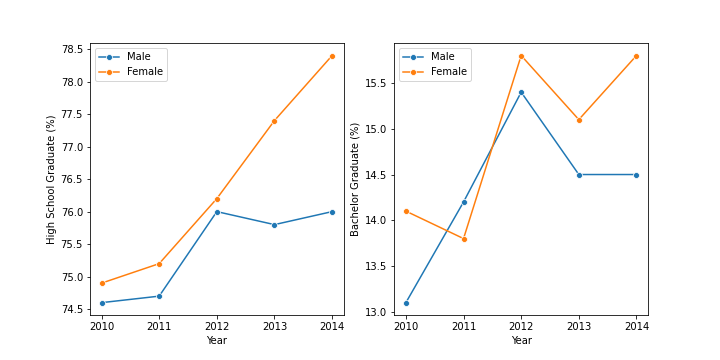 Male
Female
78.5
78.0
77.5
77.0
76.5
76.0
75.5
75.0
74.5
High School Graduate (%)
2010 2011 2012 2013 2014
Year
Male
Female
15.5
15.0
14.5
14.0
13.5
13.0
Bachelor Graduate (%)
2010 2011 2012 2013 2014
Year